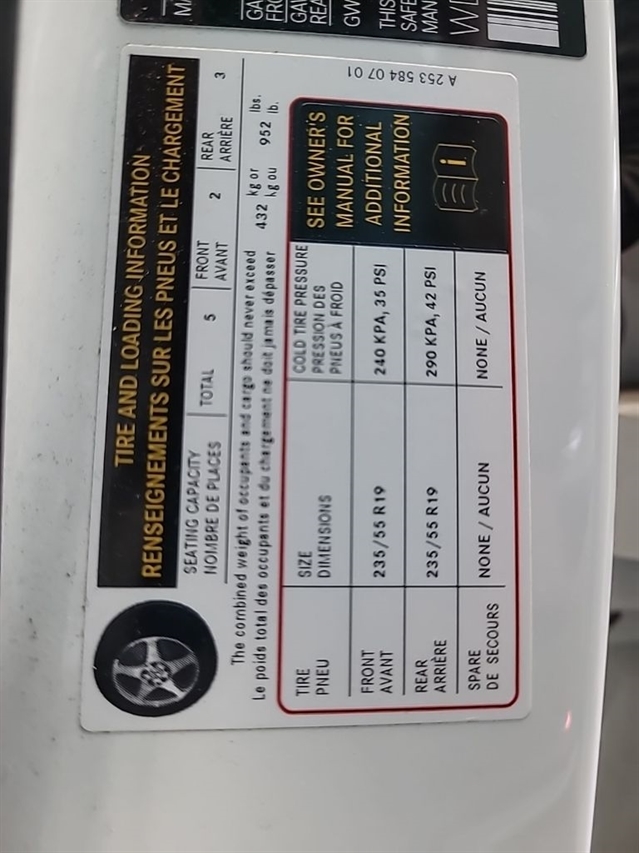 TIRE AND LOADING INFORMATION
RENSEIGNEMENTS SUR LES PNEUS ET LE CHARGEMENT
SEATING CAPACITY
NOMBRE DE PLACES
TOTAL 5
FRONT
AVANT
2
REAR
ARRIÈRE
3
The combined weight of occupants and cargo should never exceed 432 kg or 952 lbs.
Le poids total des occupants et du chargement ne doit jamais dépasser kg ou lb.
TIRE
PNEU
SIZE
DIMENSIONS
COLD TIRE PRESSURE
PRESSION DES
PNEUS À FROID
FRONT
AVANT
235/55 R19
240 KPA, 35 PSI
REAR
ARRIÈRE
235/55 R19
290 KPA, 42 PSI
SPARE
DE SECOURS
NONE / AUCUN
NONE / AUCUN
SEE OWNER'S
MANUAL FOR
ADDITIONAL
INFORMATION
i
A 253 584 07 01
GW
THIS
SAFE
MAN